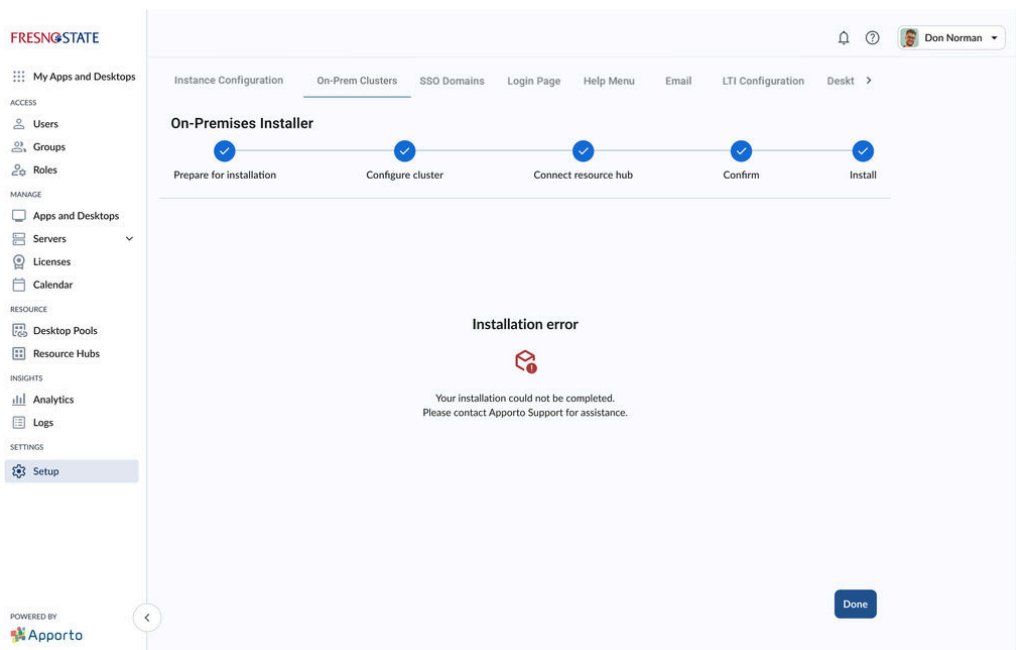 FRESNO STATE
Don Norman
My Apps and Desktops
ACCESS
Users
Groups
Roles
MANAGE
Apps and Desktops
Servers
Licenses
Calendar
RESOURCE
Desktop Pools
Resource Hubs
INSIGHTS
Analytics
Logs
SETTINGS
Setup
POWERED BY
Apporto
Instance Configuration On-Prem Clusters SSO Domains Login Page Help Menu Email LTI Configuration Deskt
On-Premises Installer
Prepare for installation Configure cluster Connect resource hub Confirm Install
Installation error
Your installation could not be completed.
Please contact Apporto Support for assistance.
Done